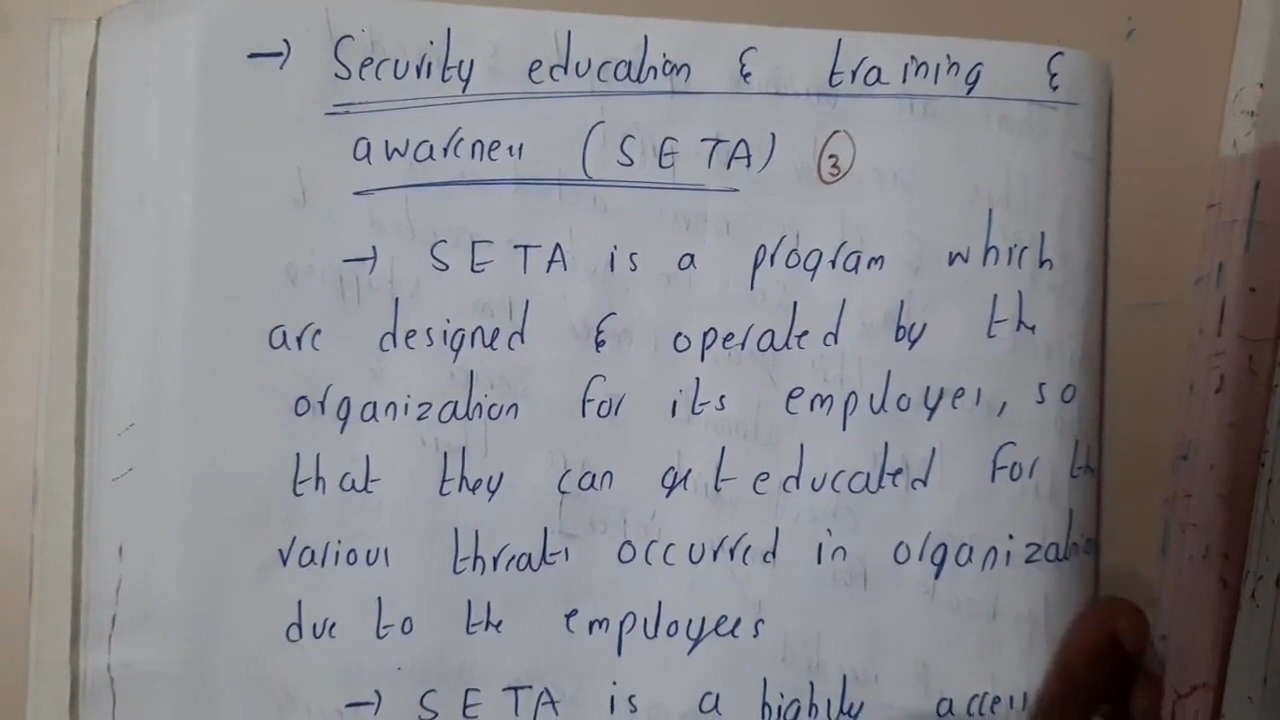 → Security education & training &
awareness (SETA) ③
→ SETA is a program which
are designed & operated by the
organization for its employees, so
that they can get educated for the
various threats occurred in organization
due to the employees
→ SETA is a highly